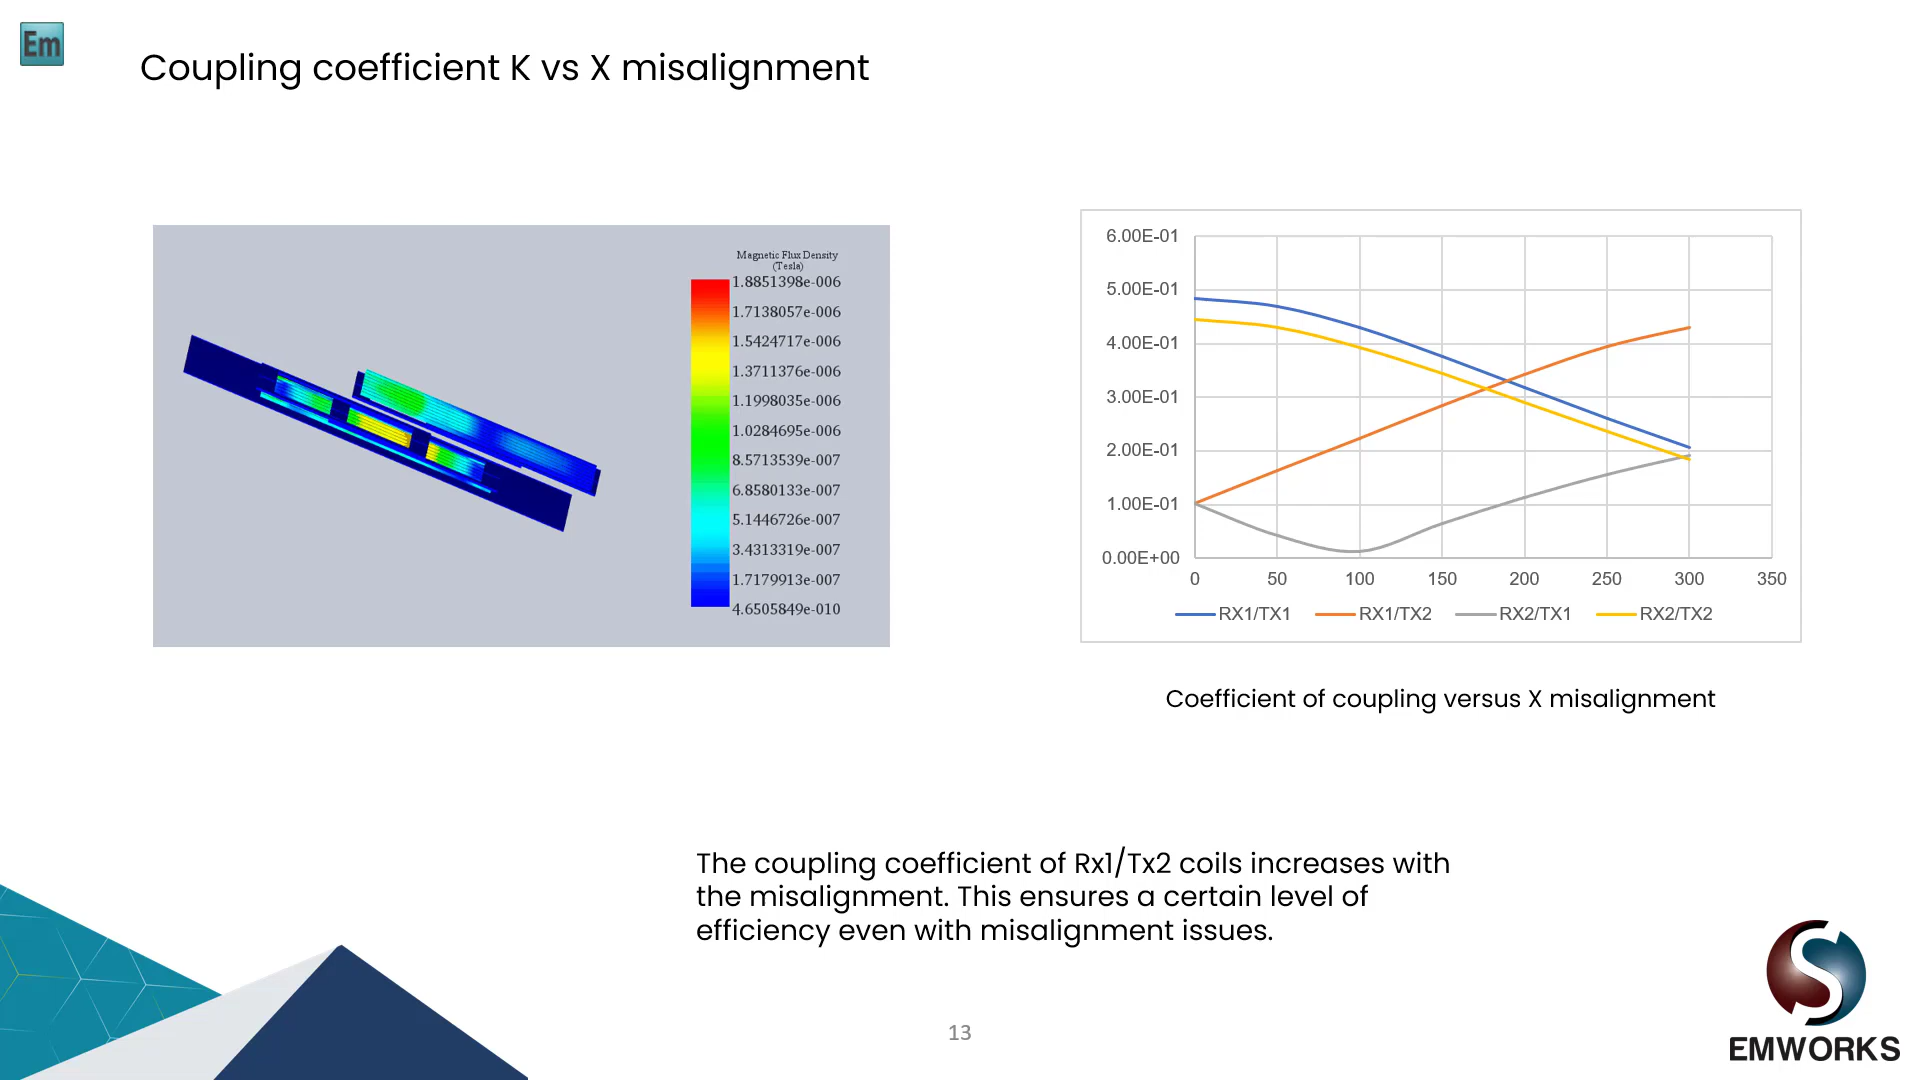 Em
Coupling coefficient K vs X misalignment
Magnetic Flux Density
(Tesla)
1.8851398e-006
1.7138057e-006
1.5424717e-006
1.3711376e-006
1.1998035e-006
1.0284695e-006
8.5713539e-007
6.8580133e-007
5.1446726e-007
3.4313319e-007
1.7179913e-007
4.6505849e-010
6.00E-01
5.00E-01
4.00E-01
3.00E-01
2.00E-01
1.00E-01
0.00E+00
0 50 100 150 200 250 300 350
RX1/TX1 RX1/TX2 RX2/TX1 RX2/TX2
Coefficient of coupling versus X misalignment
The coupling coefficient of Rx1/Tx2 coils increases with
the misalignment. This ensures a certain level of
efficiency even with misalignment issues.
13
EMWORKS